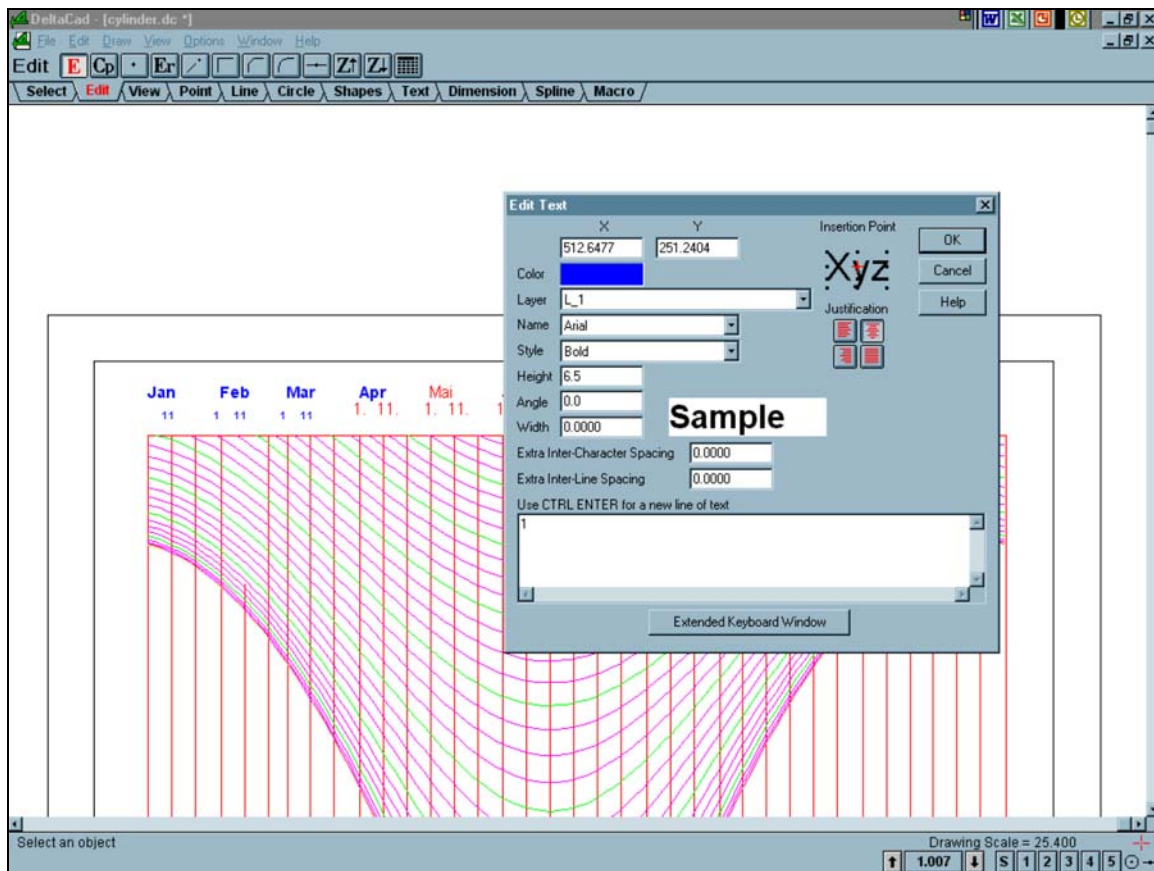 DeltaCad - [cylinder.dc *]
File Edit Draw View Options Window Help
Edit E Cp Er Z↑ Z↓
Select Edit View Point Line Circle Shapes Text Dimension Spline Macro
Edit Text
X Y
512.6477 251.2404
Color
Layer L_1
Name Arial
Style Bold
Height 6.5
Angle 0.0
Width 0.0000
Insertion Point
Xyz
Justification
OK
Cancel
Help
Sample
Extra Inter-Character Spacing 0.0000
Extra Inter-Line Spacing 0.0000
Use CTRL ENTER for a new line of text
1
Extended Keyboard Window
Jan Feb Mar Apr Mai
11 1 11 1 11 1. 11. 1. 11. 1
Select an object
Drawing Scale = 25.400
1.007 S 1 2 3 4 5